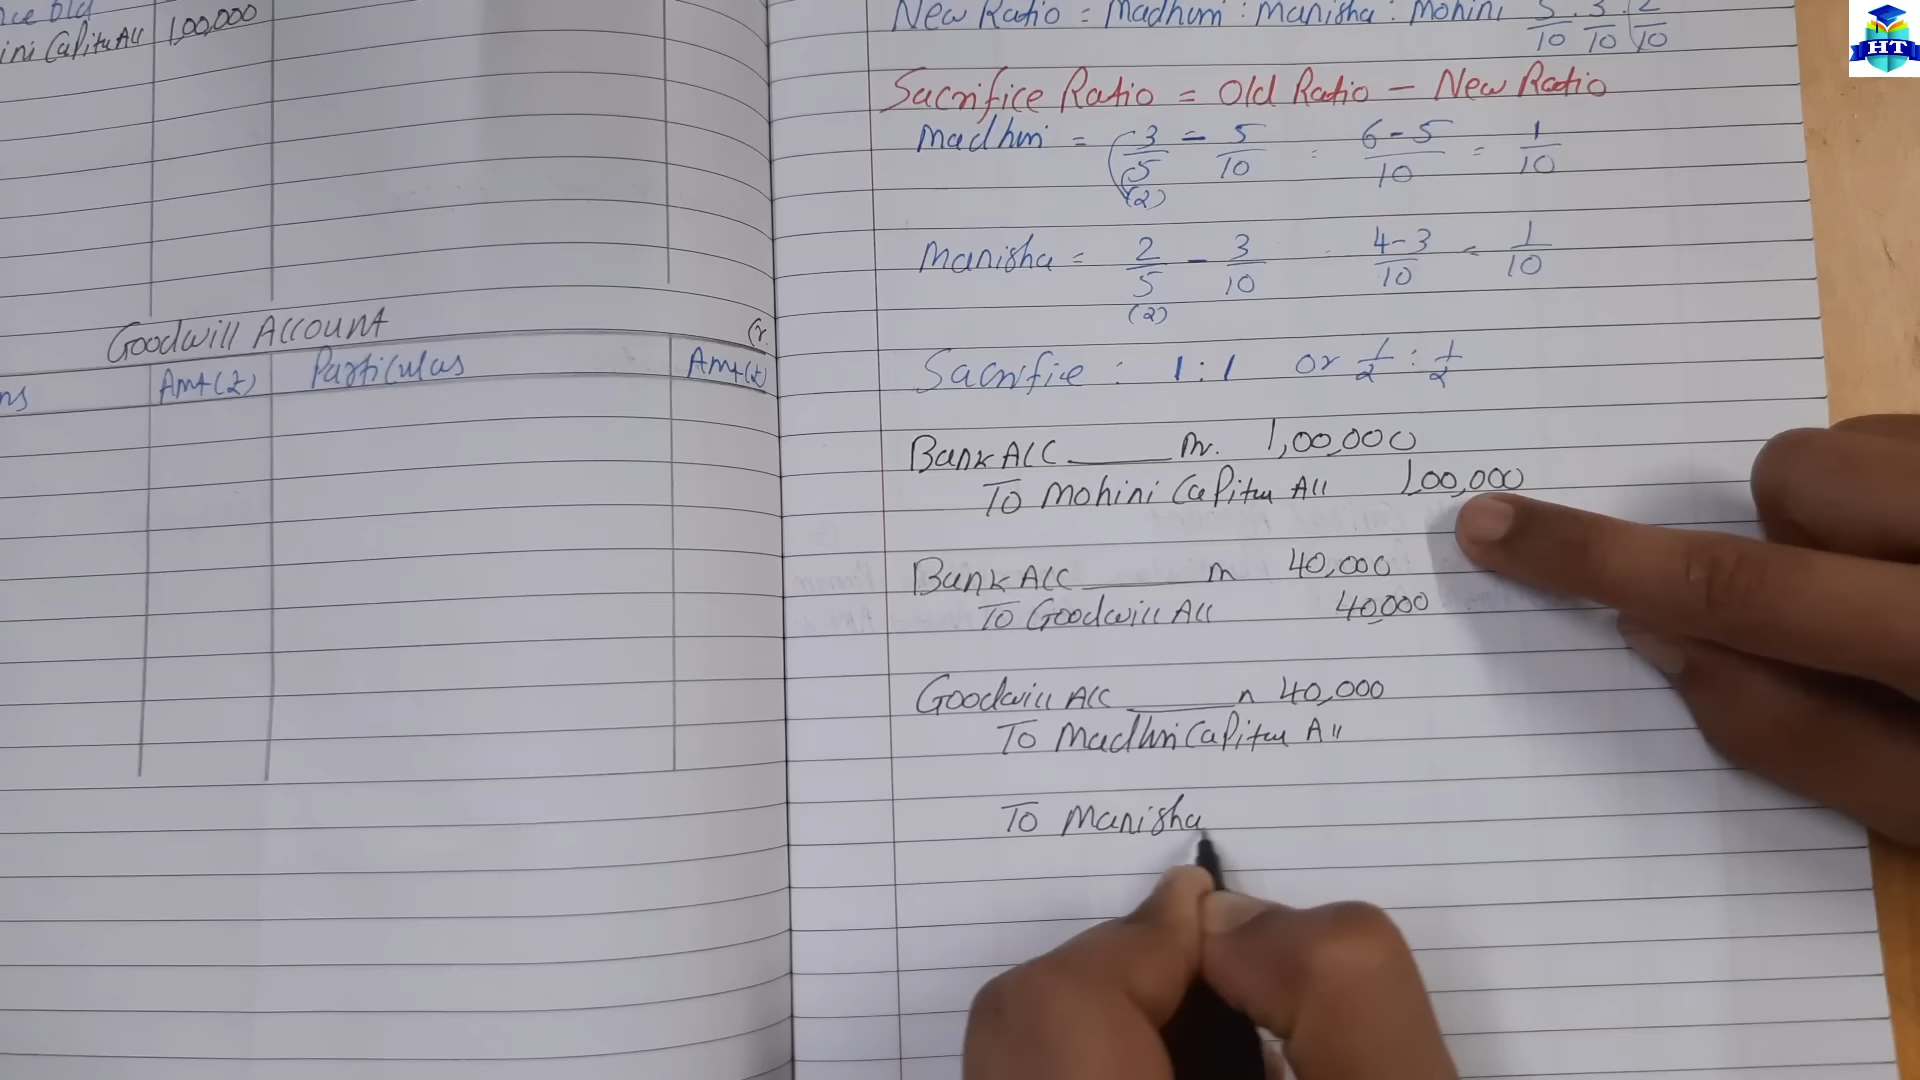 ini Capital A/c 1,00,000
Goodwill Account
Cr.
Amt(₹) Particulars Amt(₹)
New Ratio = Madhuri : Manisha : Mohini 5/10 : 3/10 : 2/10
Sacrifice Ratio = Old Ratio - New Ratio
Madhuri = 3/5 - 5/10 = 6-5/10 = 1/10
(2)
Manisha = 2/5 - 3/10 = 4-3/10 = 1/10
(2)
Sacrifice : 1:1 or 1/2 : 1/2
Bank A/C ____ Dr. 1,00,000
To Mohini Capital A/c 1,00,000
Bank A/C ____ Dr 40,000
To Goodwill A/c 40,000
Goodwill A/C ____ Dr 40,000
To Madhuri Capital A/c
To Manisha
HT